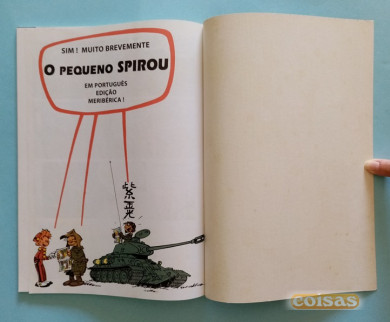 SIM! MUITO BREVEMENTE
O PEQUENO SPIROU
EM PORTUGUÊS
EDIÇÃO
MERIBÉRICA!
coisas